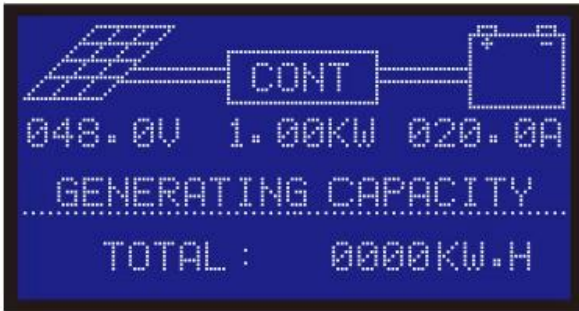 CONT
048.0V 1.00KW 020.0A
GENERATING CAPACITY
TOTAL: 0000KW.H